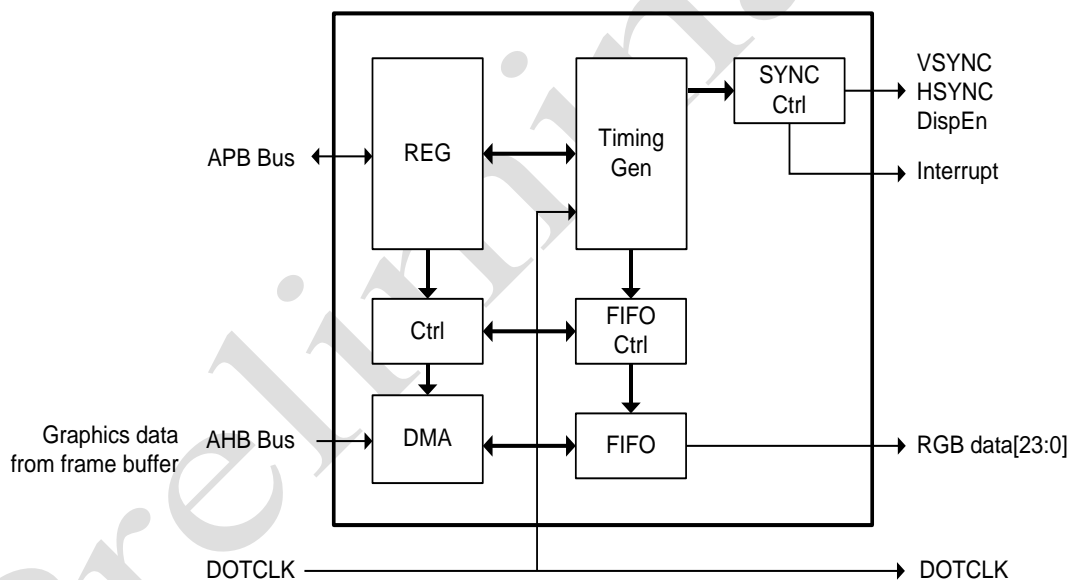 SYNC
Ctrl
VSYNC
HSYNC
DispEn
APB Bus
REG
Timing
Gen
Interrupt
Ctrl
FIFO
Ctrl
Graphics data
from frame buffer
AHB Bus
DMA
FIFO
RGB data[23:0]
DOTCLK
DOTCLK